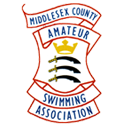 MIDDLESEX COUNTY
AMATEUR
SWIMMING
ASSOCIATION